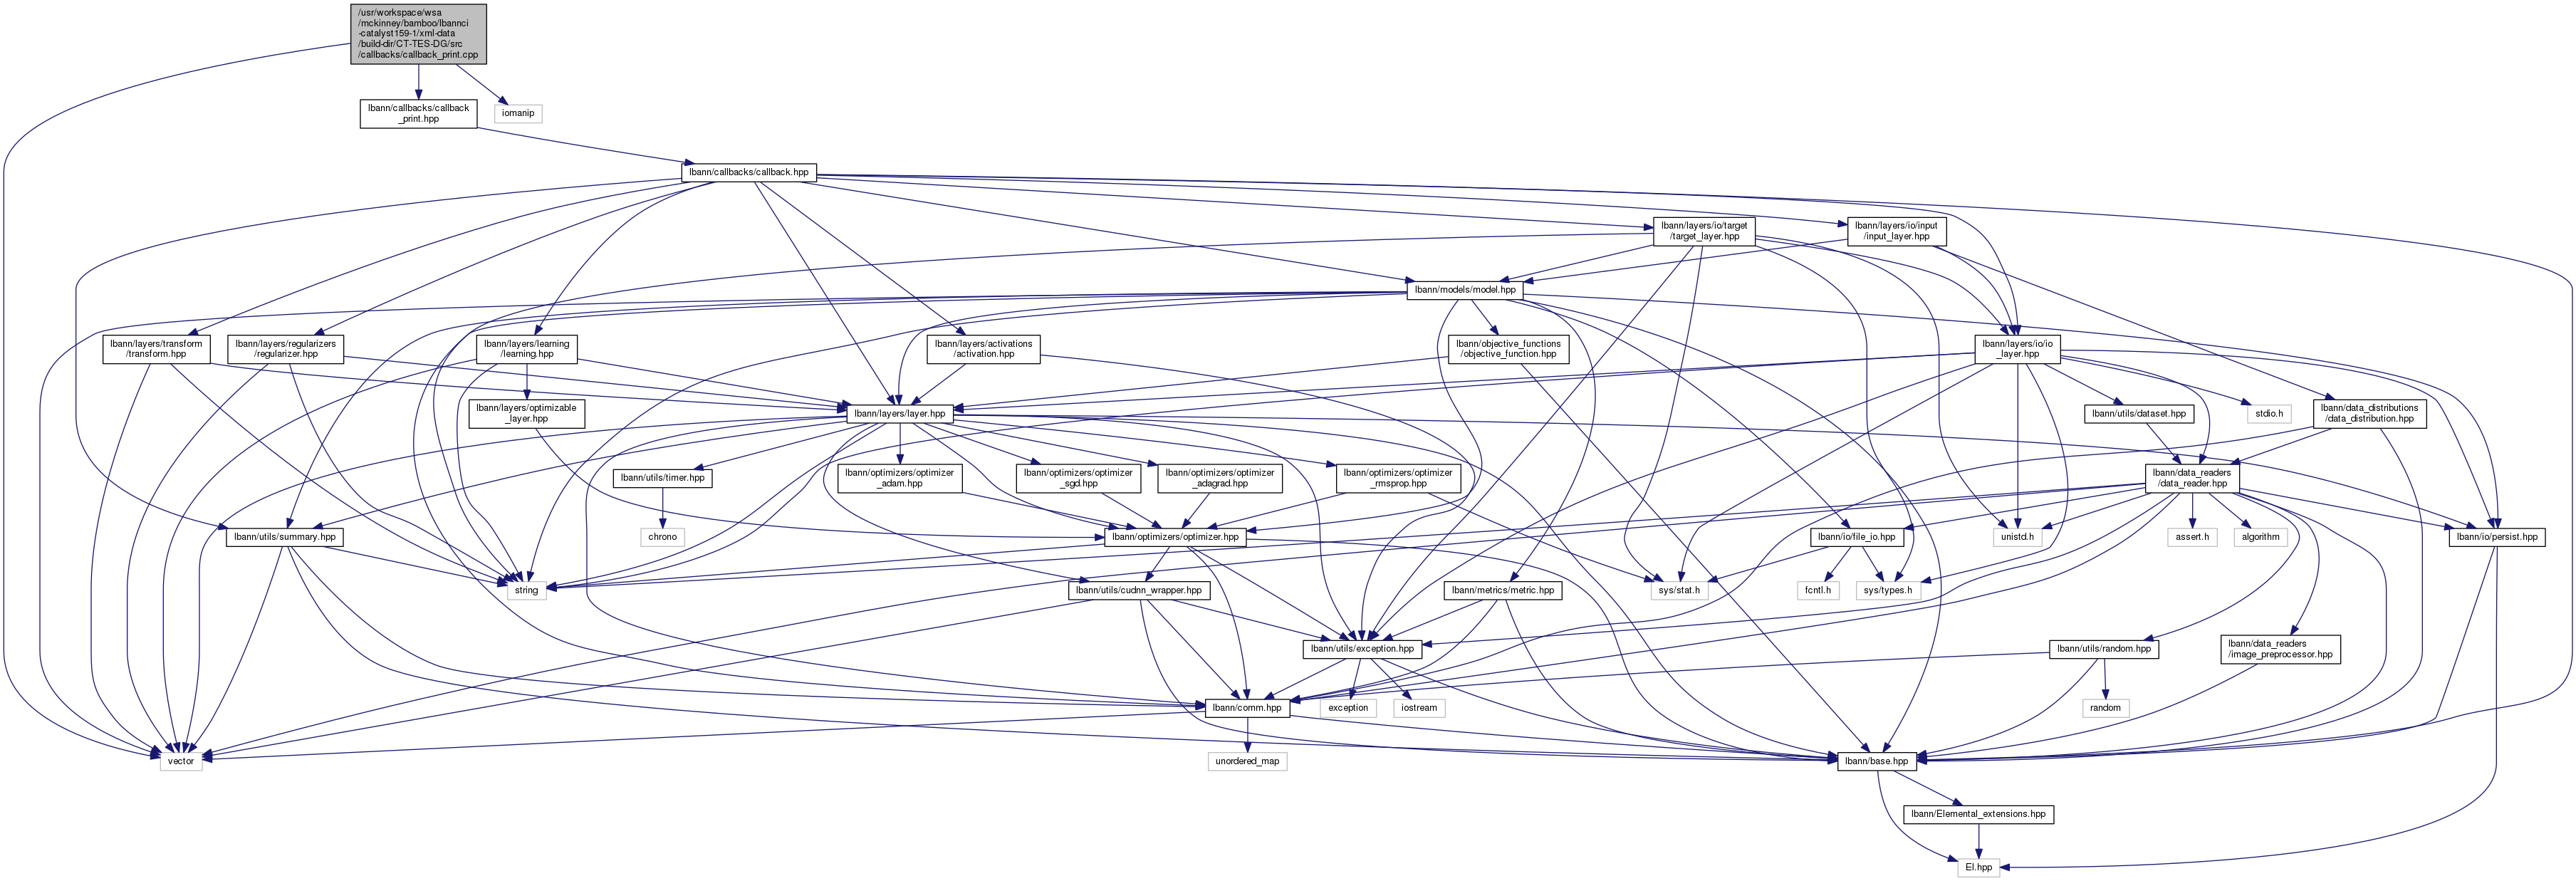 /usr/workspace/wsa
/mckinney/bamboo/lbannci
-catalyst159-1/xml-data
/build-dir/CT-TES-DG/src
/callbacks/callback_print.cpp
lbann/callbacks/callback
_print.hpp
iomanip
lbann/callbacks/callback.hpp
lbann/layers/io/target
/target_layer.hpp
lbann/layers/io/input
/input_layer.hpp
lbann/models/model.hpp
lbann/layers/transform
/transform.hpp
lbann/layers/regularizers
/regularizer.hpp
lbann/layers/learning
/learning.hpp
lbann/layers/activations
/activation.hpp
lbann/objective_functions
/objective_function.hpp
lbann/layers/io/io
_layer.hpp
lbann/layers/optimizable
_layer.hpp
lbann/layers/layer.hpp
lbann/utils/dataset.hpp
stdio.h
lbann/data_distributions
/data_distribution.hpp
lbann/utils/timer.hpp
lbann/optimizers/optimizer
_adam.hpp
lbann/optimizers/optimizer
_sgd.hpp
lbann/optimizers/optimizer
_adagrad.hpp
lbann/optimizers/optimizer
_rmsprop.hpp
lbann/data_readers
/data_reader.hpp
lbann/utils/summary.hpp
chrono
lbann/optimizers/optimizer.hpp
lbann/io/file_io.hpp
unistd.h
assert.h
algorithm
lbann/io/persist.hpp
string
lbann/utils/cudnn_wrapper.hpp
lbann/metrics/metric.hpp
sys/stat.h
fcntl.h
sys/types.h
lbann/utils/exception.hpp
lbann/utils/random.hpp
lbann/data_readers
/image_preprocessor.hpp
lbann/comm.hpp
exception
iostream
random
vector
unordered_map
lbann/base.hpp
lbann/Elemental_extensions.hpp
El.hpp